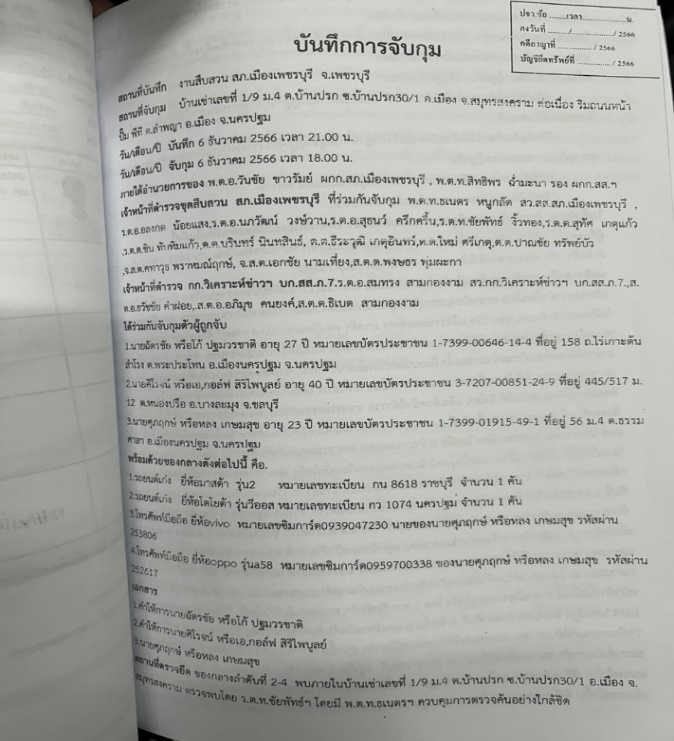 ปจว.ข้อ ........เวลา...................น.
ลงวันที่ ........./............../ 2566
คดีอาญาที่ ............. / 2566
บัญชียึดทรัพย์ที่ ............ / 2566
บันทึกการจับกุม
สถานที่บันทึก งานสืบสวน สภ.เมืองเพชรบุรี จ.เพชรบุรี
สถานที่จับกุม บ้านเช่าเลขที่ 1/9 ม.4 ต.บ้านปรก ซ.บ้านปรก30/1 อ.เมือง จ.สมุทรสงคราม ต่อเนื่อง ริมถนนหน้า
ปั๊ม พีที ต.ลำพญา อ.เมือง จ.นครปฐม
วัน/เดือน/ปี บันทึก 6 ธันวาคม 2566 เวลา 21.00 น.
วัน/เดือน/ปี จับกุม 6 ธันวาคม 2566 เวลา 18.00 น.
ภายใต้อำนวยการของ พ.ต.อ.วันชัย ขาวรัมย์ ผกก.สภ.เมืองเพชรบุรี , พ.ต.ท.สิทธิพร ฉ่ำมะนา รอง ผกก.สส.ฯ
เจ้าหน้าที่ตำรวจชุดสืบสวน สภ.เมืองเพชรบุรี ที่ร่วมกันจับกุม พ.ต.ท.ธเนตร หนูกลัด สว.สส.สภ.เมืองเพชรบุรี ,
ร.ต.อ.อลงกต น้อยแสง,ร.ต.อ.นภวัฒน์ วงษ์วาน,ร.ต.อ.สุธนว์ ครีกครื้น,ร.ต.ท.ชัยพัทธ์ งิ้วทอง,ร.ต.ต.สุทัศ เกตุแก้ว
,ร.ต.ต.ชิน ทับทิมแก้ว,ด.ต.บรินทร์ นินทสินธ์, ต.ต.ธีระวุฒิ เกตุอินทร์,ด.ต.ใหม่ ศรีเกตุ,ด.ต.ปาณชัย ทรัพย์บัว
,จ.ส.ต.ศหาวุธ พราหมณ์ฤกษ์, จ.ส.ต.เอกชัย นามเที่ยง,ส.ต.ต.พงษธร พุ่มผะกา
เจ้าหน้าที่ตำรวจ กก.วิเคราะห์ข่าวฯ บก.สส.ภ.7.ร.ต.อ.สมทรง สามกองงาม สว.กก.วิเคราะห์ข่าวฯ บก.สส.ภ.7.,ส.
ต.อ.ธวัชชัย คำฝอย,.ส.ต.อ.อภิมุข คนยงค์,ส.ต.ต.ธิเบต สามกองงาม
ได้ร่วมกันจับกุมตัวผู้ถูกจับ
1.นายฉัตรชัย หรือโก้ ปฐมวรชาติ อายุ 27 ปี หมายเลขบัตรประชาชน 1-7399-00646-14-4 ที่อยู่ 158 ถ.ไร่เกาะต้น
สำโรง ต.พระประโทน อ.เมืองนครปฐม จ.นครปฐม
2.นายศิโรจน์ หรือเอ,กอล์ฟ สิริไพบูลย์ อายุ 40 ปี หมายเลขบัตรประชาชน 3-7207-00851-24-9 ที่อยู่ 445/517 ม.
12 ต.หนองปรือ อ.บางละมุง จ.ชลบุรี
3.นายศุภฤกษ์ หรือหลง เกษมสุข อายุ 23 ปี หมายเลขบัตรประชาชน 1-7399-01915-49-1 ที่อยู่ 56 ม.4 ต.ธรรม
ศาลา อ.เมืองนครปฐม จ.นครปฐม
พร้อมด้วยของกลางดังต่อไปนี้ คือ.
1.รถยนต์เก๋ง ยี่ห้อมาสด้า รุ่น2 หมายเลขทะเบียน กน 8618 ราชบุรี จำนวน 1 คัน
2.รถยนต์เก๋ง ยี่ห้อโตโยต้า รุ่นวีออส หมายเลขทะเบียน กว 1074 นครปฐม จำนวน 1 คัน
3.โทรศัพท์มือถือ ยี่ห้อvivo หมายเลขซิมการ์ด0939047230 นายของนายศุภฤกษ์ หรือหลง เกษมสุข รหัสผ่าน
253806
4.โทรศัพท์มือถือ ยี่ห้อoppo รุ่นa58 หมายเลขซิมการ์ด0959700338 ของนายศุภฤกษ์ หรือหลง เกษมสุข รหัสผ่าน
252617
เอกสาร
1.คำให้การนายฉัตรชัย หรือโก้ ปฐมวรชาติ
2.คำให้การนายศิโรจน์ หรือเอ,กอล์ฟ สิริไพบูลย์
3.นายศุภฤกษ์ หรือหลง เกษมสุข
สถานที่ตรวจยึด ของกลางลำดับที่ 2-4 พบภายในบ้านเช่าเลขที่ 1/9 ม.4 ต.บ้านปรก ซ.บ้านปรก30/1 อ.เมือง จ.
สมุทรสงคราม ตรวจพบโดย ร.ต.ท.ชัยพัทธ์ฯ โดยมี พ.ต.ท.ธเนตรฯ ควบคุมการตรวจค้นอย่างใกล้ชิด